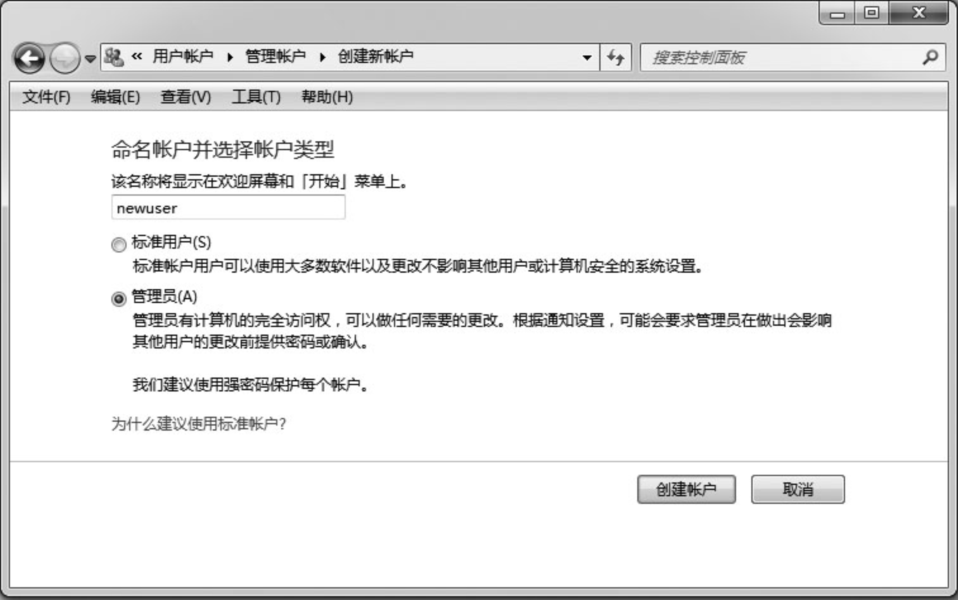 « 用户帐户 ▸ 管理帐户 ▸ 创建新帐户
搜索控制面板
文件(F) 编辑(E) 查看(V) 工具(T) 帮助(H)
命名帐户并选择帐户类型
该名称将显示在欢迎屏幕和「开始」菜单上。
newuser
标准用户(S)
标准帐户用户可以使用大多数软件以及更改不影响其他用户或计算机安全的系统设置。
管理员(A)
管理员有计算机的完全访问权，可以做任何需要的更改。根据通知设置，可能会要求管理员在做出会影响
其他用户的更改前提供密码或确认。
我们建议使用强密码保护每个帐户。
为什么建议使用标准帐户?
创建帐户 取消